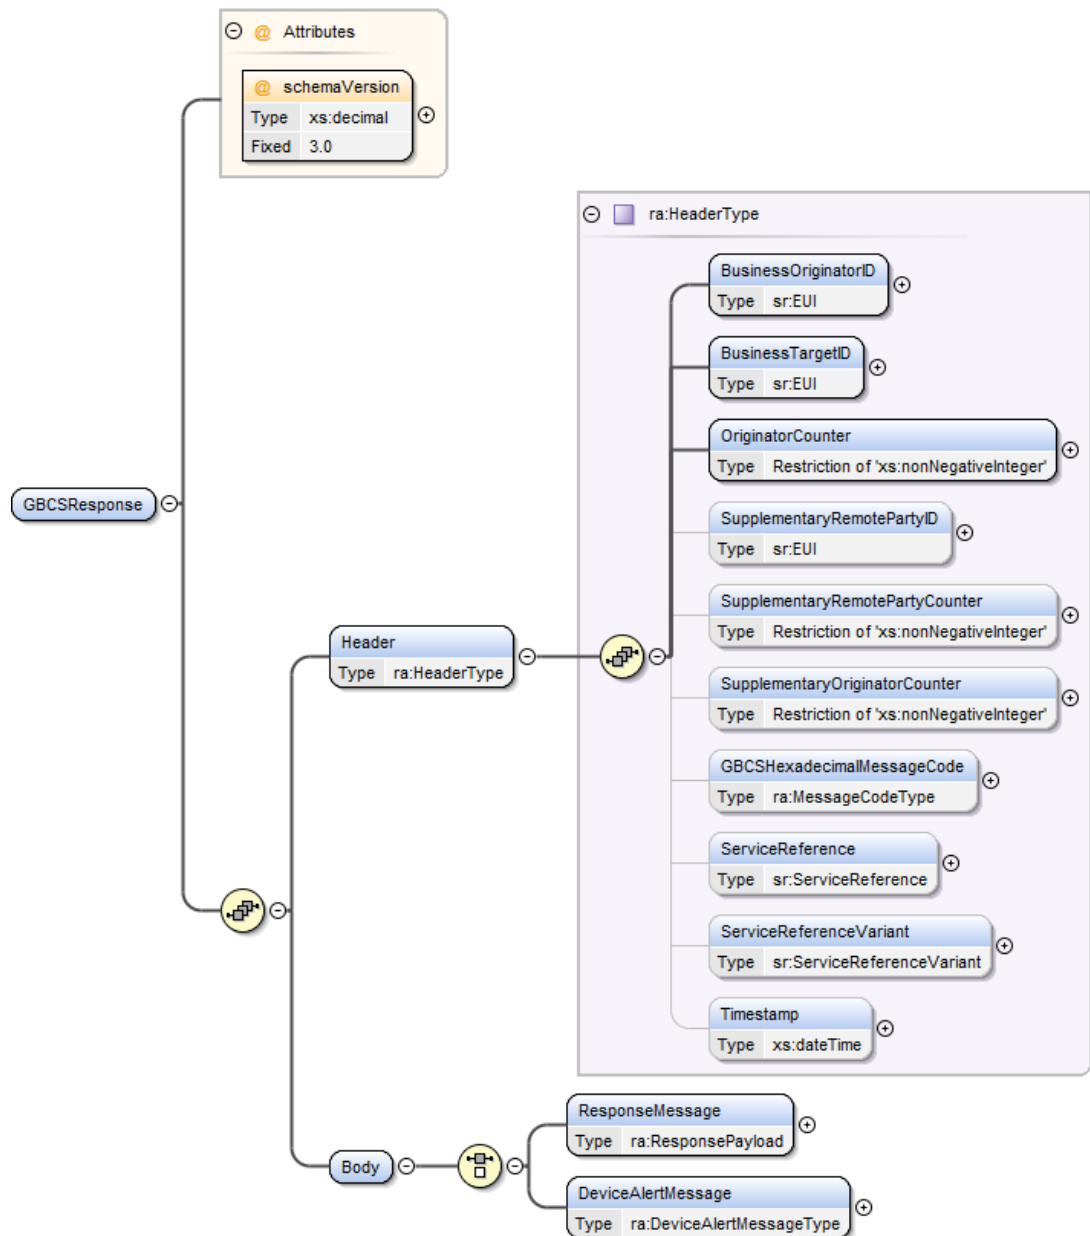 @ Attributes
@ schemaVersion
Type xs:decimal
Fixed 3.0
ra:HeaderType
BusinessOriginatorID
Type sr:EUI
BusinessTargetID
Type sr:EUI
OriginatorCounter
Type Restriction of 'xs:nonNegativeInteger'
GBCSResponse
SupplementaryRemotePartyID
Type sr:EUI
SupplementaryRemotePartyCounter
Type Restriction of 'xs:nonNegativeInteger'
Header
Type ra:HeaderType
SupplementaryOriginatorCounter
Type Restriction of 'xs:nonNegativeInteger'
GBCSHexadecimalMessageCode
Type ra:MessageCodeType
ServiceReference
Type sr:ServiceReference
ServiceReferenceVariant
Type sr:ServiceReferenceVariant
Timestamp
Type xs:dateTime
Body
ResponseMessage
Type ra:ResponsePayload
DeviceAlertMessage
Type ra:DeviceAlertMessageType